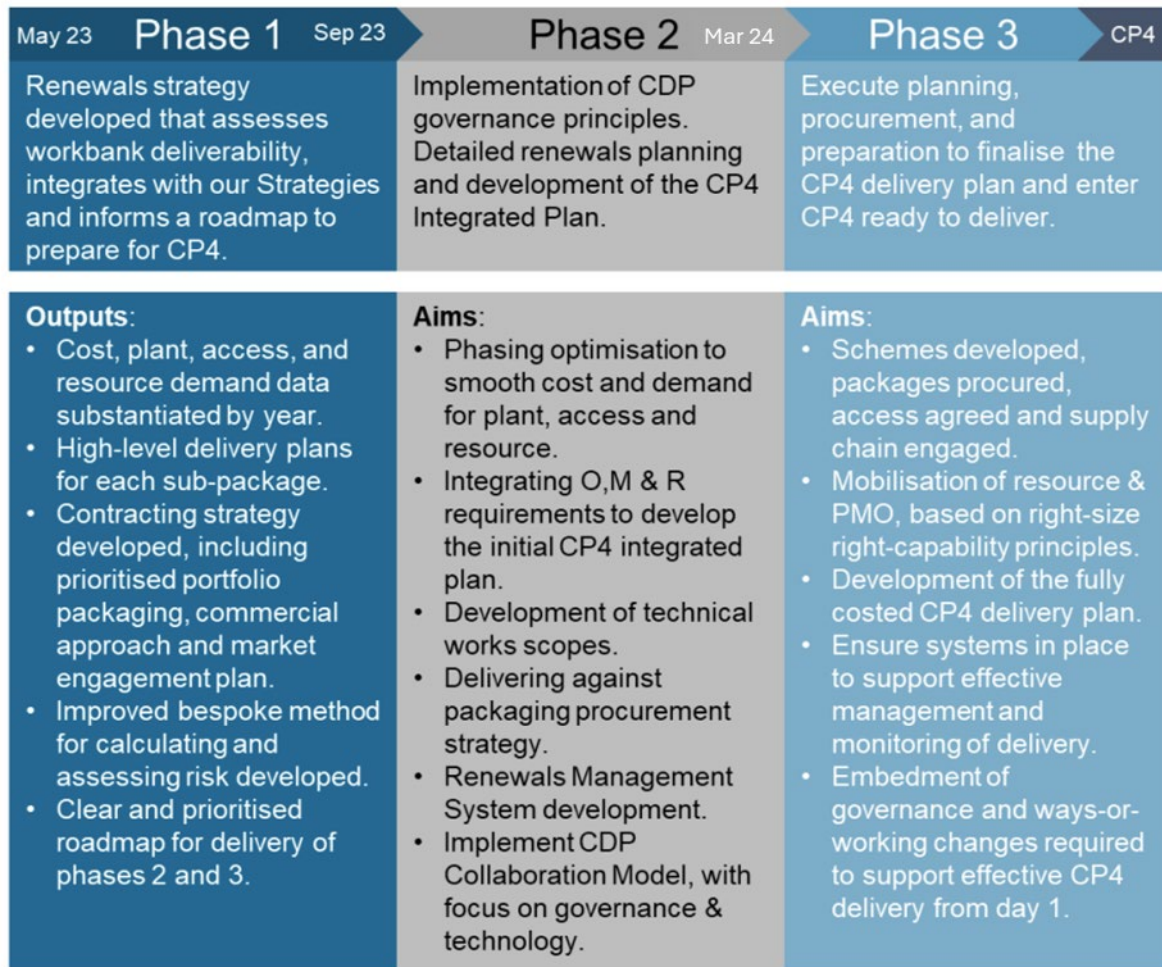 May 23 Phase 1 Sep 23
Phase 2 Mar 24
Phase 3 CP4
Renewals strategy
developed that assesses
workbank deliverability,
integrates with our Strategies
and informs a roadmap to
prepare for CP4.
Implementation of CDP
governance principles.
Detailed renewals planning
and development of the CP4
Integrated Plan.
Execute planning,
procurement, and
preparation to finalise the
CP4 delivery plan and enter
CP4 ready to deliver.
Outputs:
• Cost, plant, access, and
resource demand data
substantiated by year.
• High-level delivery plans
for each sub-package.
• Contracting strategy
developed, including
prioritised portfolio
packaging, commercial
approach and market
engagement plan.
• Improved bespoke method
for calculating and
assessing risk developed.
• Clear and prioritised
roadmap for delivery of
phases 2 and 3.
Aims:
• Phasing optimisation to
smooth cost and demand
for plant, access and
resource.
• Integrating O,M & R
requirements to develop
the initial CP4 integrated
plan.
• Development of technical
works scopes.
• Delivering against
packaging procurement
strategy.
• Renewals Management
System development.
• Implement CDP
Collaboration Model, with
focus on governance &
technology.
Aims:
• Schemes developed,
packages procured,
access agreed and supply
chain engaged.
• Mobilisation of resource &
PMO, based on right-size
right-capability principles.
• Development of the fully
costed CP4 delivery plan.
• Ensure systems in place
to support effective
management and
monitoring of delivery.
• Embedment of
governance and ways-or-
working changes required
to support effective CP4
delivery from day 1.